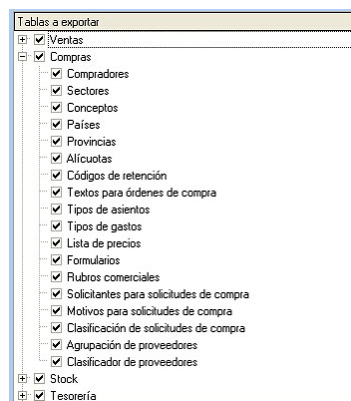 Tablas a exportar
Ventas
Compras
Compradores
Sectores
Conceptos
Países
Provincias
Alícuotas
Códigos de retención
Textos para órdenes de compra
Tipos de asientos
Tipos de gastos
Lista de precios
Formularios
Rubros comerciales
Solicitantes para solicitudes de compra
Motivos para solicitudes de compra
Clasificación de solicitudes de compra
Agrupación de proveedores
Clasificador de proveedores
Stock
Tesorería